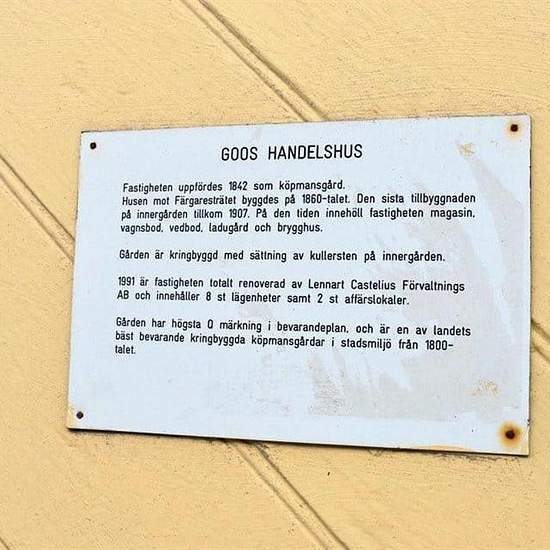 GOOS HANDELSHUS
Fastigheten uppfördes 1842 som köpmansgård.
Husen mot Färgaresträtet byggdes på 1860-talet. Den sista tillbyggnaden
på innergården tillkom 1907. På den tiden innehöll fastigheten magasin,
vagnsbod, vedbod, ladugård och brygghus.
Gården är kringbyggd med sättning av kullersten på innergården.
1991 är fastigheten totalt renoverad av Lennart Castelius Förvaltnings
AB och innehåller 8 st lägenheter samt 2 st affärslokaler.
Gården har högsta Q märkning i bevarandeplan, och är en av landets
bäst bevarande kringbyggda köpmansgårdar i stadsmiljö från 1800-
talet.